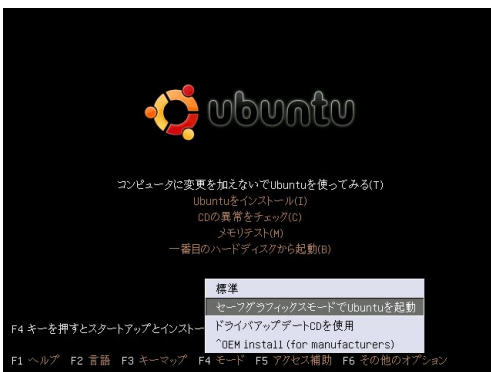 ubuntu
コンピュータに変更を加えないでUbuntuを使ってみる(T)
Ubuntuをインストール(I)
CDの異常をチェック(C)
メモリテスト(M)
一番目のハードディスクから起動(B)
標準
セーフグラフィックスモードでUbuntuを起動
ドライバアップデートCDを使用
^OEM install (for manufacturers)
F4 キーを押すとスタートアップとインストー
F1 ヘルプ F2 言語 F3 キーマップ F4 モード F5 アクセス補助 F6 その他のオプション